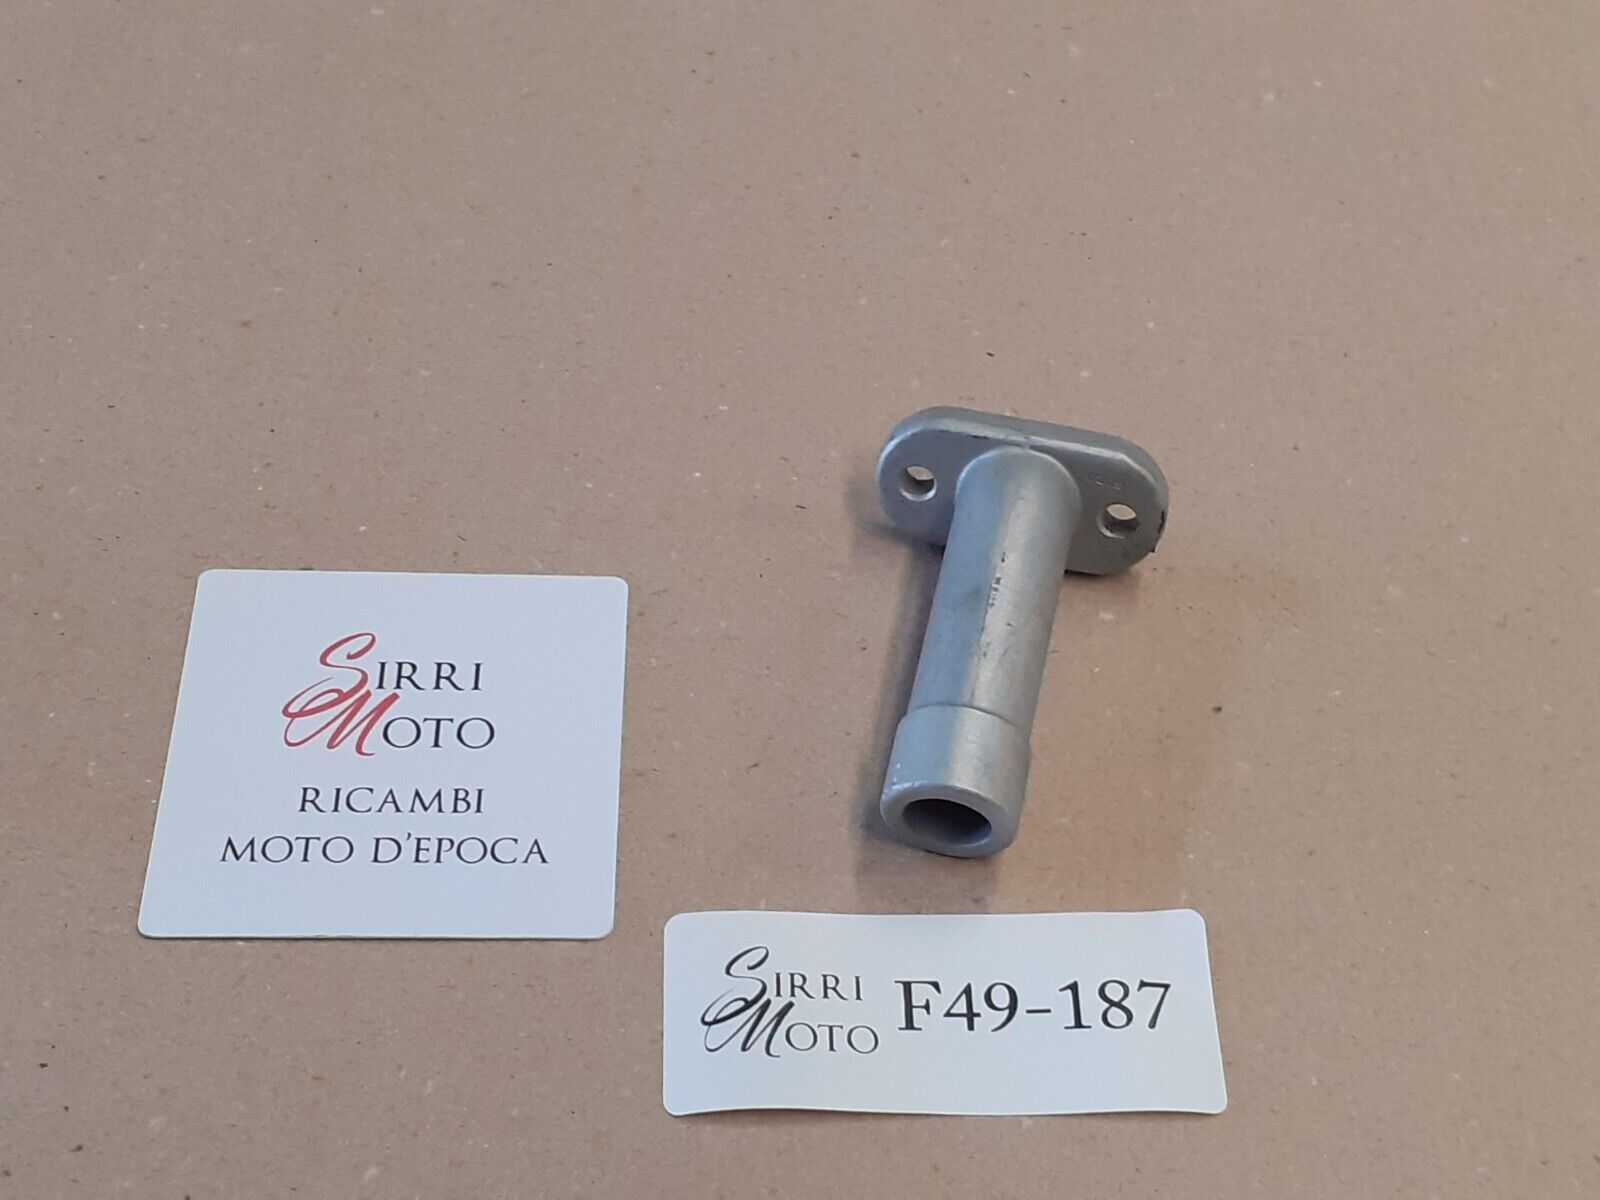 SIRRI
MOTO
RICAMBI
MOTO D'EPOCA
SIRRI
MOTO
F49-187